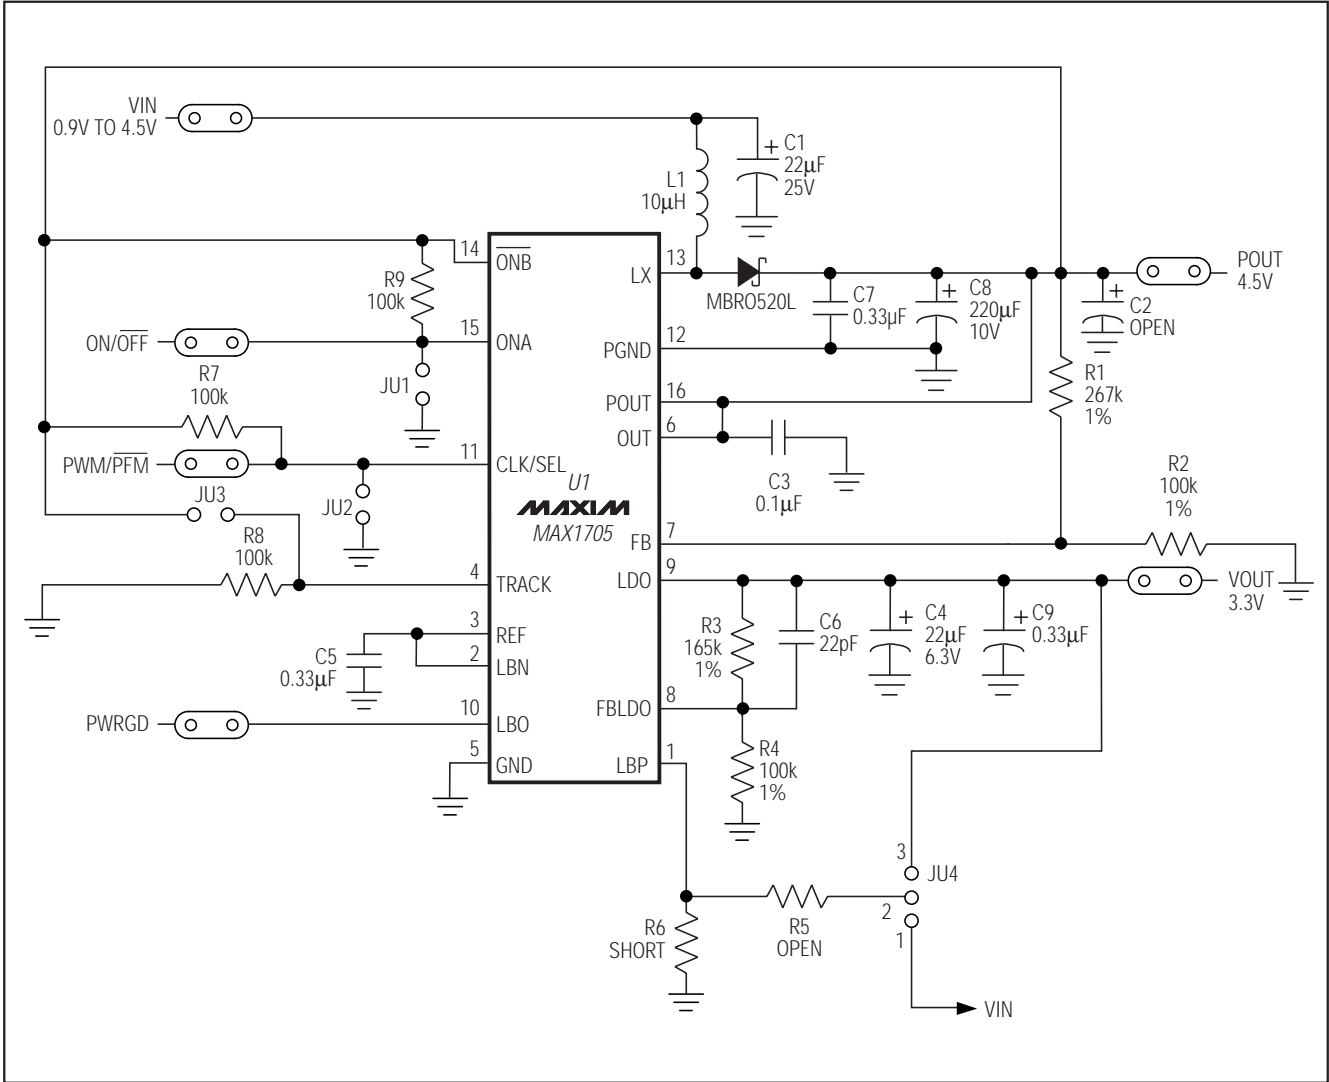 VIN
0.9V TO 4.5V
L1
10μH
+ C1
22μF
25V
R9
100k
14
ONB
15
ONA
ON/OFF
JU1
R7
100k
PWM/PFM
11
CLK/SEL
JU3
JU2
R8
100k
4
TRACK
3
REF
2
LBN
C5
0.33μF
PWRGD
10
LBO
5
GND
U1
MAXIM
MAX1705
13
LX
MBRO520L
12
PGND
16
POUT
6
OUT
7
FB
9
LDO
8
FBLDO
1
LBP
C7
0.33μF
+ C8
220μF
10V
+
C2
OPEN
POUT
4.5V
R1
267k
1%
C3
0.1μF
R2
100k
1%
VOUT
3.3V
R3
165k
1%
C6
22pF
+ C4
22μF
6.3V
+ C9
0.33μF
R4
100k
1%
3
JU4
2
1
R5
OPEN
R6
SHORT
VIN